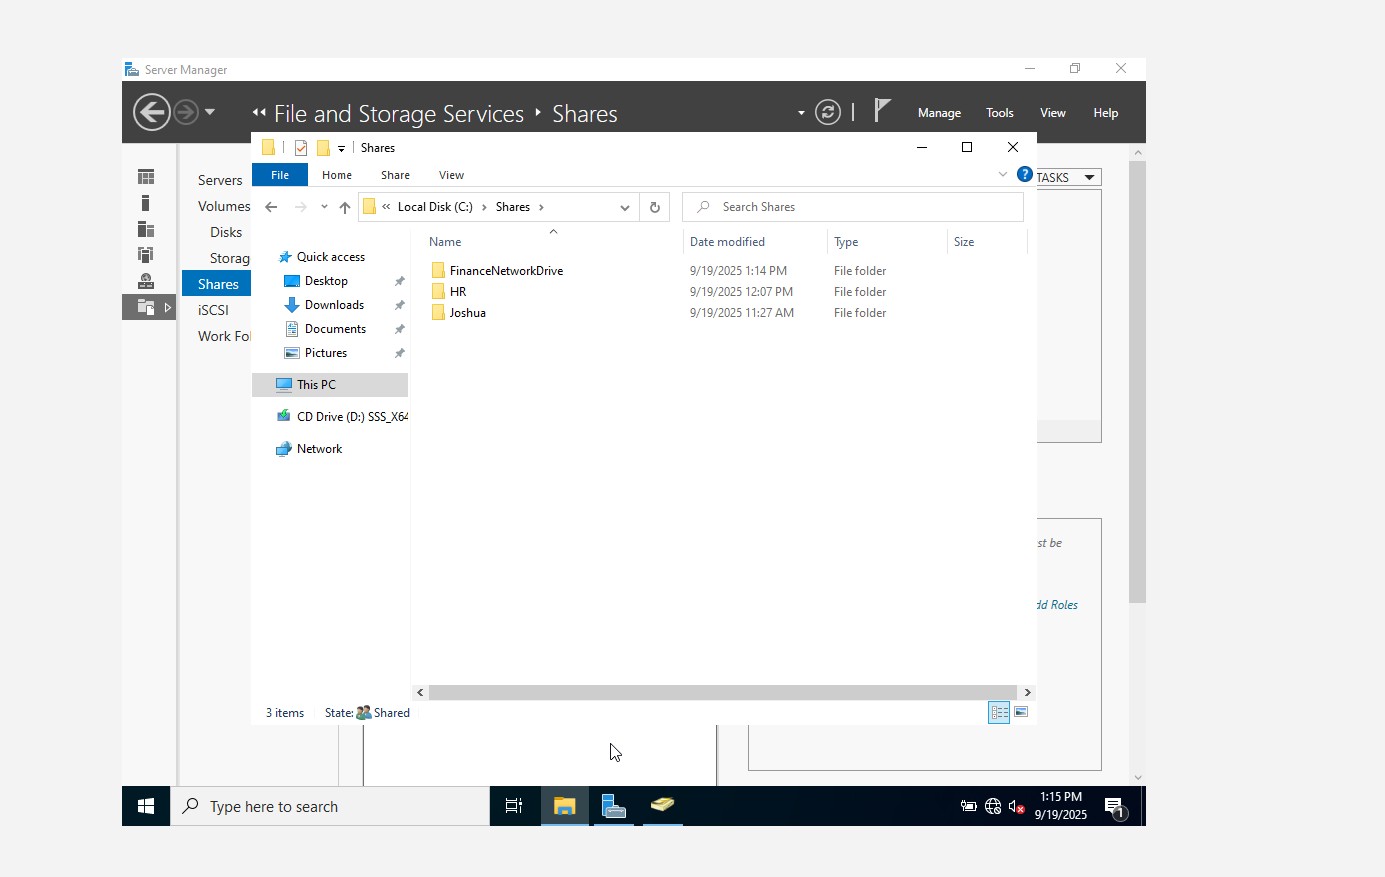 Server Manager
File and Storage Services Shares
Manage Tools View Help
Shares
File Home Share View
Local Disk (C:) Shares
Search Shares
Servers
Volumes
Disks
Storag
Shares
iSCSI
Work Fol
Quick access
Desktop
Downloads
Documents
Pictures
This PC
CD Drive (D:) SSS_X64
Network
Name Date modified Type Size
FinanceNetworkDrive 9/19/2025 1:14 PM File folder
HR 9/19/2025 12:07 PM File folder
Joshua 9/19/2025 11:27 AM File folder
TASKS
st be
dd Roles
3 items State: Shared
Type here to search
1:15 PM
9/19/2025
1